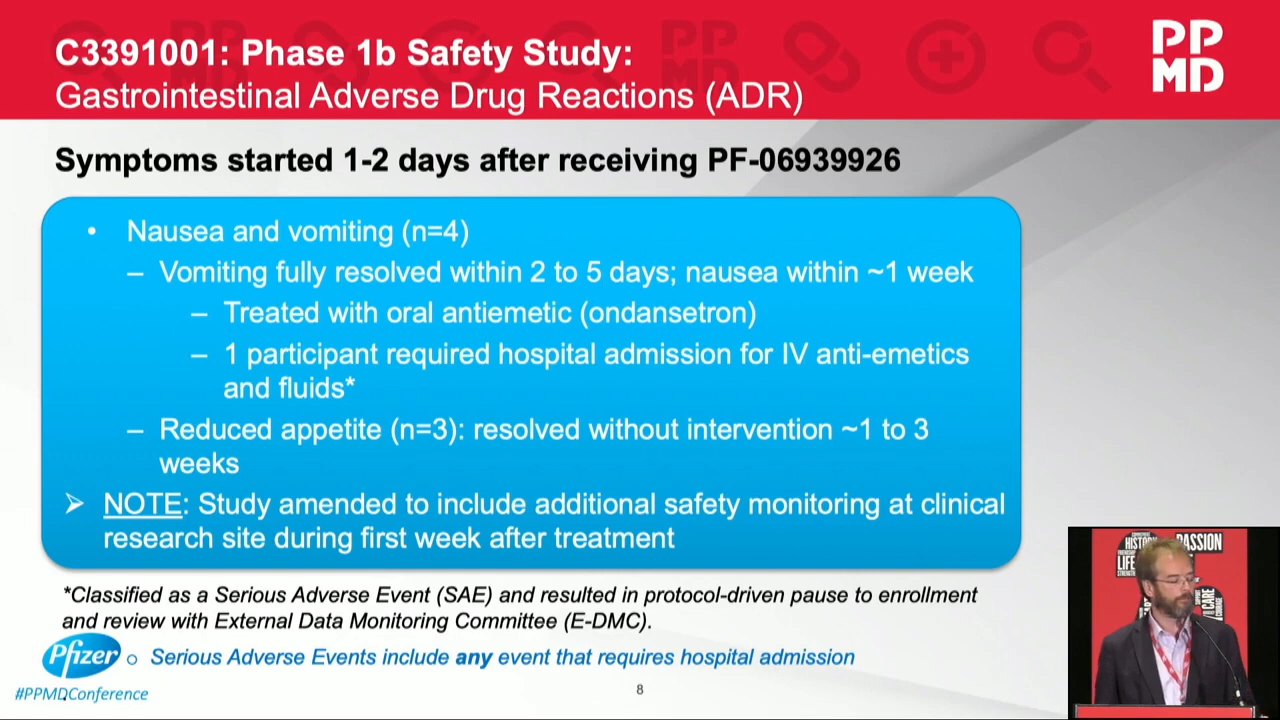 C3391001: Phase 1b Safety Study:
Gastrointestinal Adverse Drug Reactions (ADR)
PP
MD
Symptoms started 1-2 days after receiving PF-06939926
• Nausea and vomiting (n=4)
– Vomiting fully resolved within 2 to 5 days; nausea within ~1 week
– Treated with oral antiemetic (ondansetron)
– 1 participant required hospital admission for IV anti-emetics
and fluids*
– Reduced appetite (n=3): resolved without intervention ~1 to 3
weeks
➢ NOTE: Study amended to include additional safety monitoring at clinical
research site during first week after treatment
*Classified as a Serious Adverse Event (SAE) and resulted in protocol-driven pause to enrollment
and review with External Data Monitoring Committee (E-DMC).
Pfizer
o Serious Adverse Events include any event that requires hospital admission
#PPMDConference
8
HISTORY
PASSION
LIFE
CARE